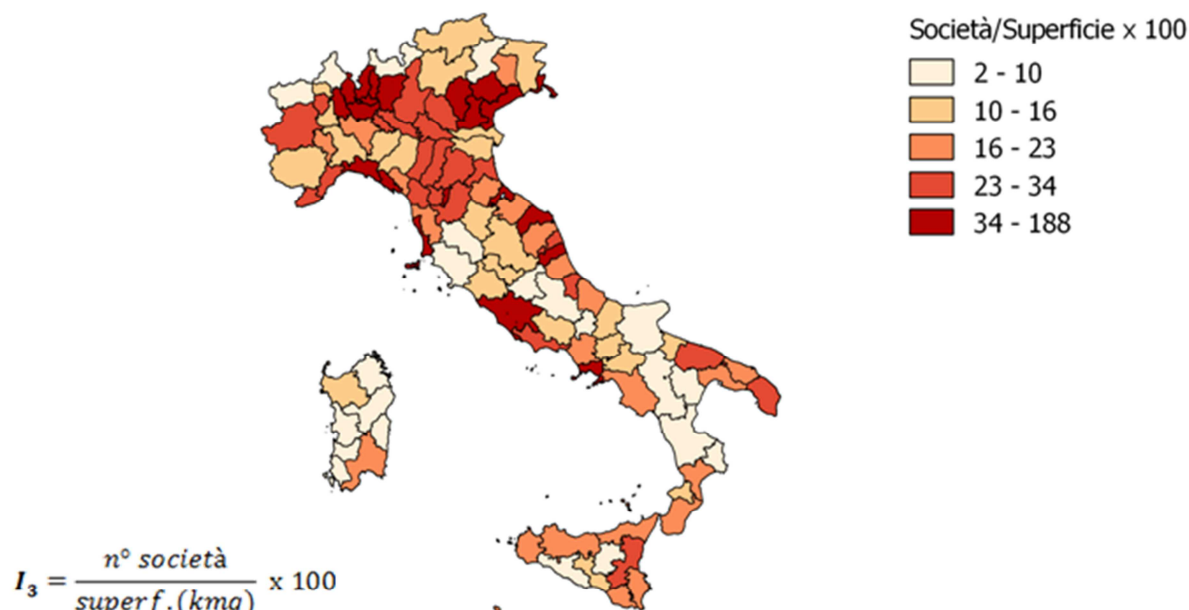 Società/Superficie x 100
2 - 10
10 - 16
16 - 23
23 - 34
34 - 188
I₃ = n° società / superf.(kmq) x 100